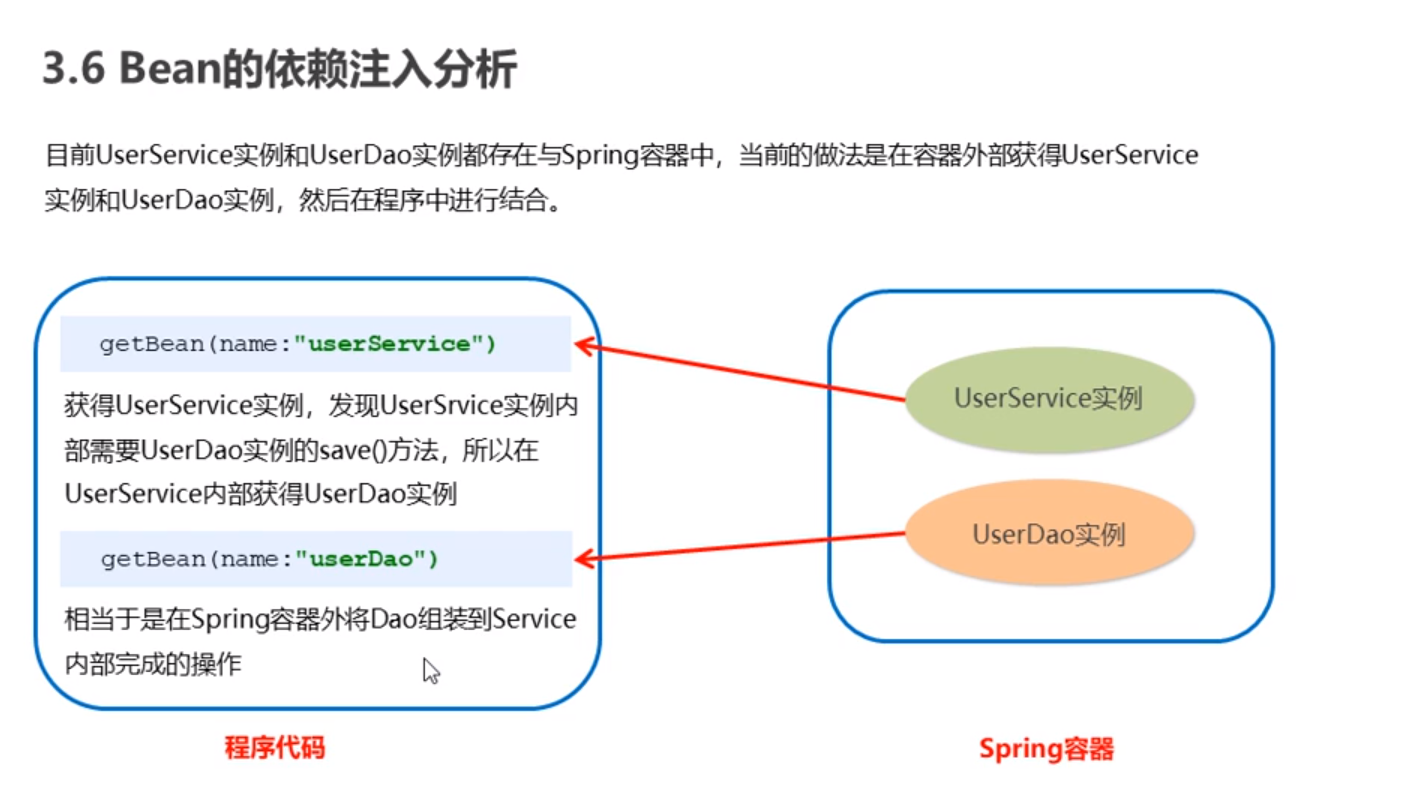 3.6 Bean的依赖注入分析
目前UserService实例和UserDao实例都存在与Spring容器中，当前的做法是在容器外部获得UserService
实例和UserDao实例，然后在程序中进行结合。
getBean(name:"userService")
获得UserService实例，发现UserSrvice实例内
部需要UserDao实例的save()方法，所以在
UserService内部获得UserDao实例
getBean(name:"userDao")
相当于是在Spring容器外将Dao组装到Service
内部完成的操作
程序代码
UserService实例
UserDao实例
Spring容器